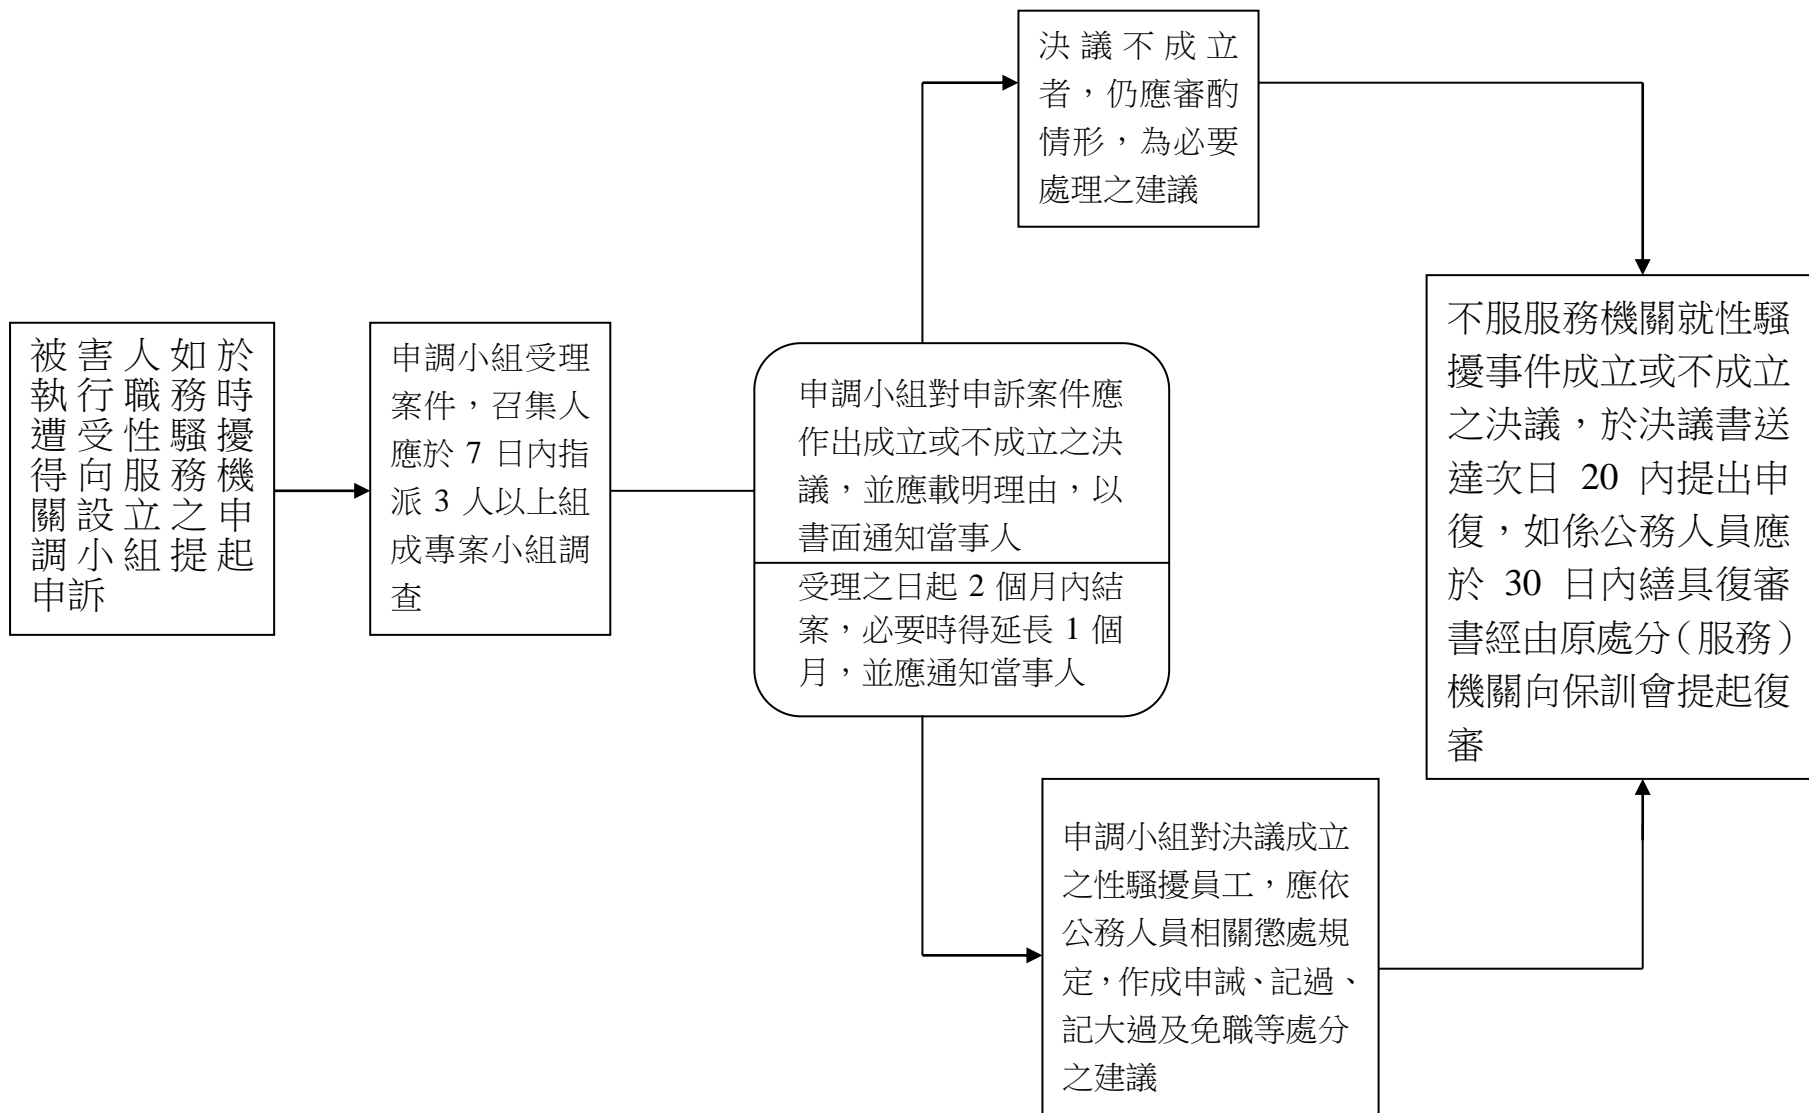 被害人如於
執行職務時
遭受性騷擾
得向服務機
關設立之申
調小組提起
申訴
申調小組受理
案件，召集人
應於 7 日內指
派 3 人以上組
成專案小組調
查
申調小組對申訴案件應
作出成立或不成立之決
議，並應載明理由，以
書面通知當事人
受理之日起 2 個月內結
案，必要時得延長 1 個
月，並應通知當事人
決議不成立
者，仍應審酌
情形，為必要
處理之建議
申調小組對決議成立
之性騷擾員工，應依
公務人員相關懲處規
定，作成申誡、記過、
記大過及免職等處分
之建議
不服服務機關就性騷
擾事件成立或不成立
之決議，於決議書送
達次日 20 內提出申
復，如係公務人員應
於 30 日內繕具復審
書經由原處分（服務）
機關向保訓會提起復
審